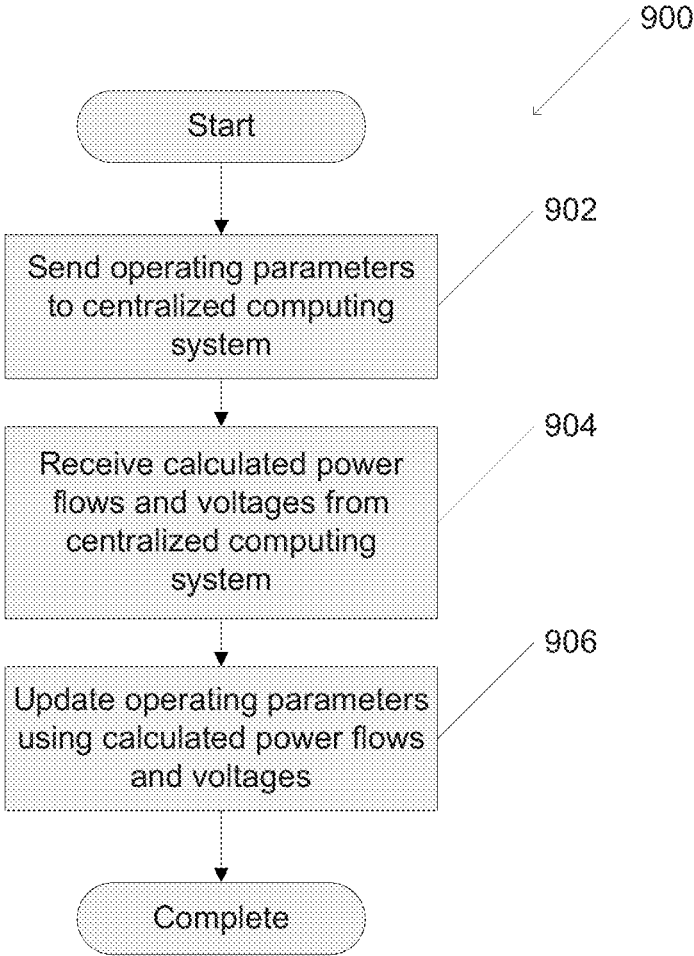 900
Start
902
Send operating parameters
to centralized computing
system
904
Receive calculated power
flows and voltages from
centralized computing
system
906
Update operating parameters
using calculated power flows
and voltages
Complete